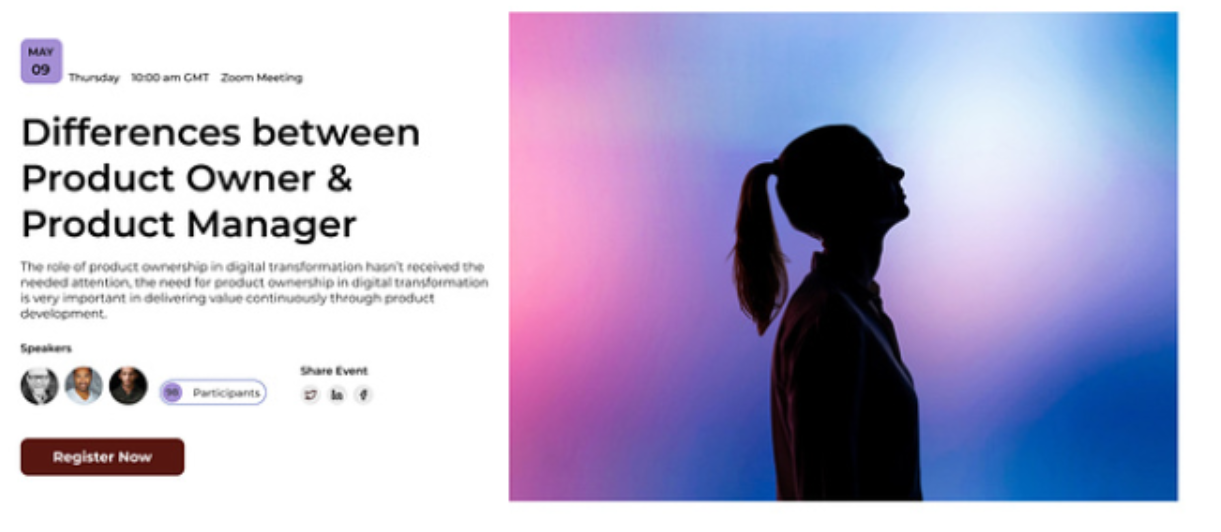 MAY
09
Thursday 10:00 am GMT Zoom Meeting
Differences between
Product Owner &
Product Manager
The role of product ownership in digital transformation hasn't received the
needed attention, the need for product ownership in digital transformation
is very important in delivering value continuously through product
development.
Speakers
Participants
Share Event
Register Now